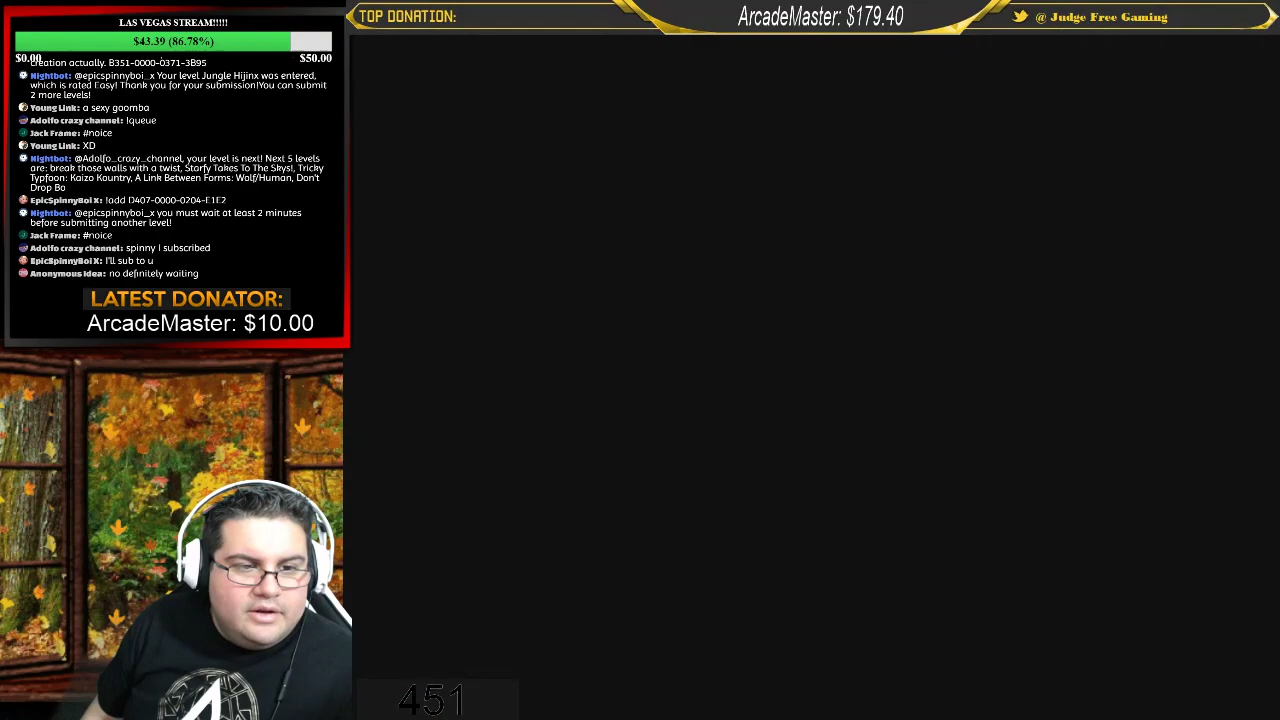 LAS VEGAS STREAM!!!!!
$43.39 (86.78%)
$0.00
$50.00
creation actually. B351-0000-0371-3B95
Nightbot: @epicspinnyboi_x Your level Jungle Hijinx was entered,
which is rated Easy! Thank you for your submission!You can submit
2 more levels!
Young Link: a sexy goomba
Adolfo crazy channel: !queue
Jack Frame: #noice
Young Link: XD
Nightbot: @Adolfo_crazy_channel, your level is next! Next 5 levels
are: break those walls with a twist, Starfy Takes To The Skys!, Tricky
Typfoon: Kaizo Kountry, A Link Between Forms: Wolf/Human, Don't
Drop Bo
EpicSpinnyBoi X: !add D407-0000-0204-E1E2
Nightbot: @epicspinnyboi_x you must wait at least 2 minutes
before submitting another level!
Jack Frame: #noice
Adolfo crazy channel: spinny I subscribed
EpicSpinnyBoi X: I'll sub to u
Anonymous Idea: no definitely waiting
LATEST DONATOR:
ArcadeMaster: $10.00
TOP DONATION:
ArcadeMaster: $179.40
@ Judge Free Gaming
451